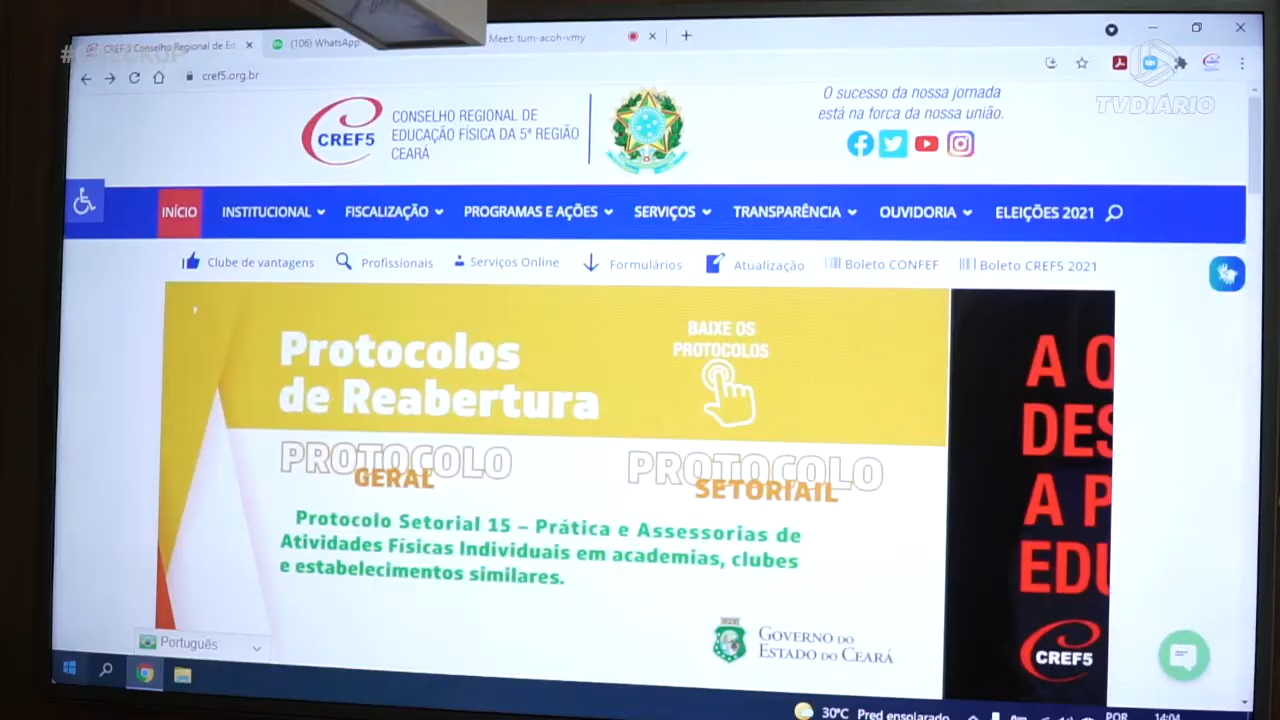 CREF 5 Conselho Regional de Ed
(106) WhatsApp
Meet: tum-acoh-vmy
cref5.org.br
TVDIÁRIO
CREF5
CONSELHO REGIONAL DE
EDUCAÇÃO FÍSICA DA 5ª REGIÃO
CEARÁ
O sucesso da nossa jornada
está na força da nossa união.
INÍCIO INSTITUCIONAL FISCALIZAÇÃO PROGRAMAS E AÇÕES SERVIÇOS TRANSPARÊNCIA OUVIDORIA ELEIÇÕES 2021
Clube de vantagens Profissionais Serviços Online Formulários Atualização Boleto CONFEF Boleto CREF5 2021
Protocolos
de Reabertura
BAIXE OS
PROTOCOLOS
PROTOCOLO
GERAL
PROTOCOLO
SETORIAIL
Protocolo Setorial 15 – Prática e Assessorias de
Atividades Físicas Individuais em academias, clubes
e estabelecimentos similares.
GOVERNO DO
ESTADO DO CEARÁ
A
DES
A P
EDU
CREF5
Português
30ºC Pred ensolarado
POR
14:04